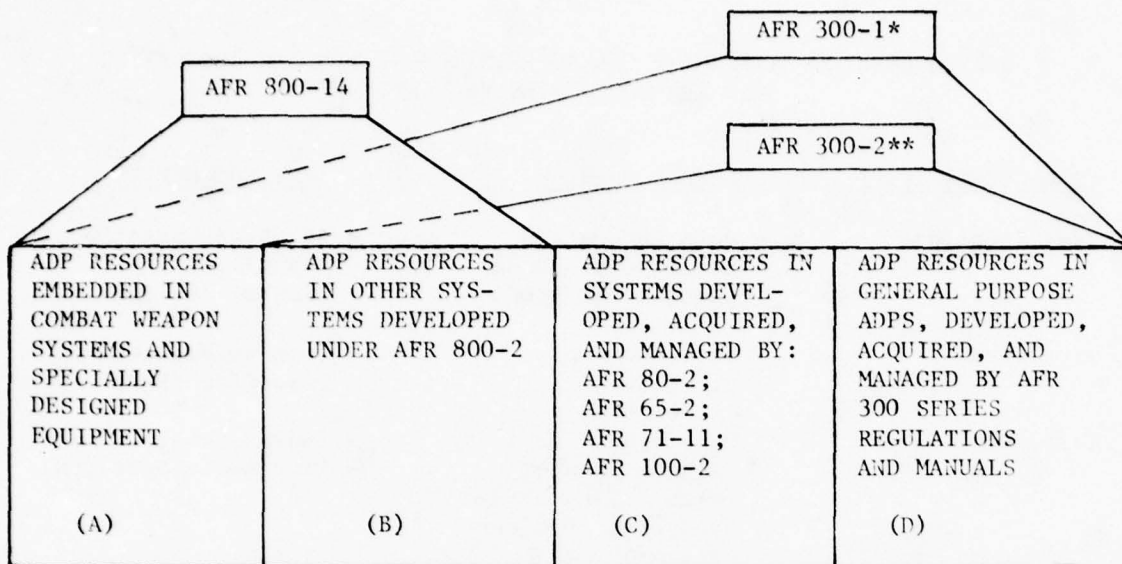 AFR 300-1*
AFR 800-14
AFR 300-2**
ADP RESOURCES
EMBEDDED IN
COMBAT WEAPON
SYSTEMS AND
SPECIALLY
DESIGNED
EQUIPMENT
(A)
ADP RESOURCES
IN OTHER SYS-
TEMS DEVELOPED
UNDER AFR 800-2
(B)
ADP RESOURCES IN
SYSTEMS DEVEL-
OPED, ACQUIRED,
AND MANAGED BY:
AFR 80-2;
AFR 65-2;
AFR 71-11;
AFR 100-2
(C)
ADP RESOURCES IN
GENERAL PURPOSE
ADPS, DEVELOPED,
ACQUIRED, AND
MANAGED BY AFR
300 SERIES
REGULATIONS
AND MANUALS
(D)